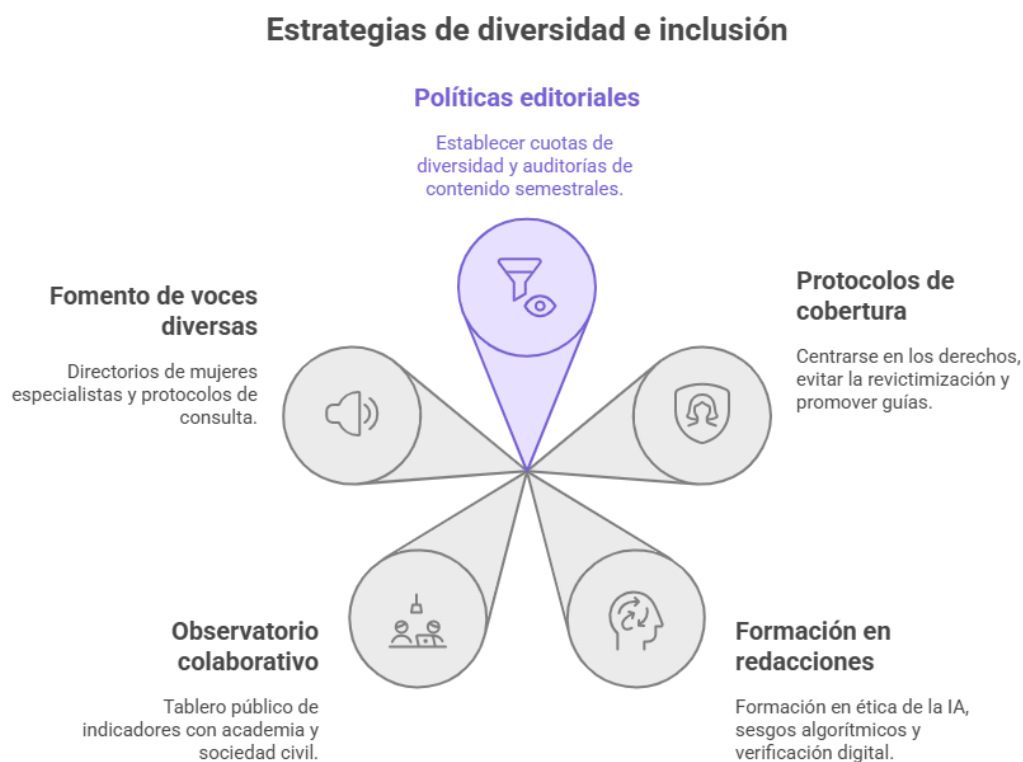 Estrategias de diversidad e inclusión
Políticas editoriales
Establecer cuotas de
diversidad y auditorías de
contenido semestrales.
Fomento de voces
diversas
Directorios de mujeres
especialistas y protocolos de
consulta.
Protocolos de
cobertura
Centrarse en los derechos,
evitar la revictimización y
promover guías.
Observatorio
colaborativo
Tablero público de
indicadores con academia y
sociedad civil.
Formación en
redacciones
Formación en ética de la IA,
sesgos algorítmicos y
verificación digital.